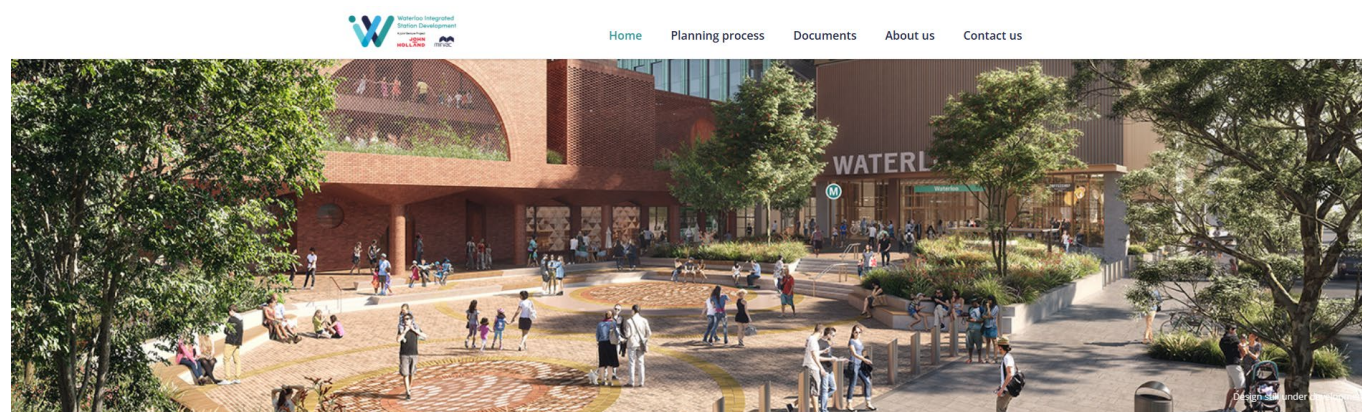 Waterloo Integrated
Station Development
JOHN
HOLLAND
mirvac
Home
Planning process
Documents
About us
Contact us
WATERL
M
Waterloo
Design still under